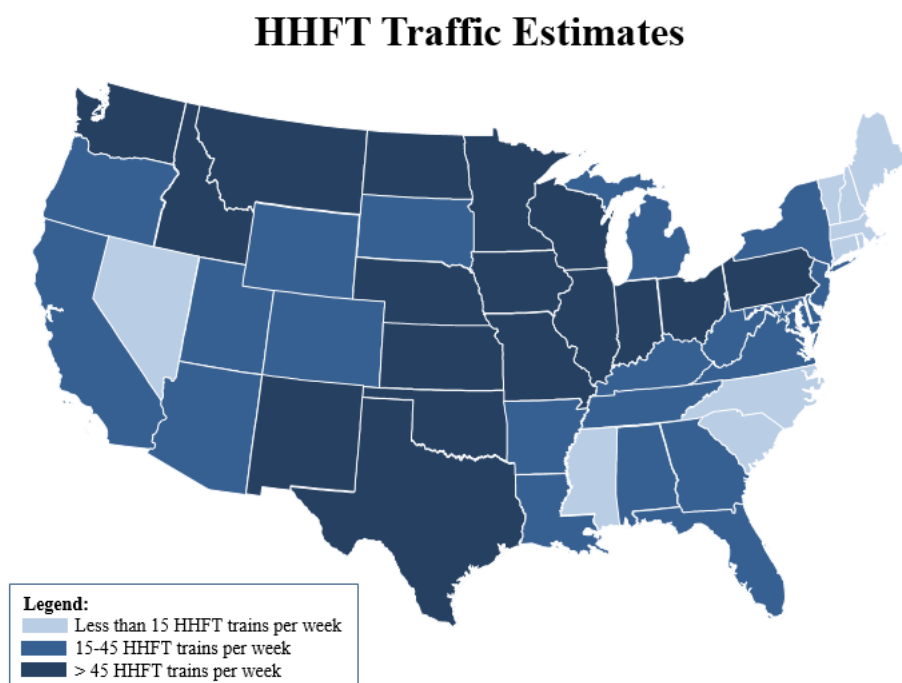 HHFT Traffic Estimates
Legend:
Less than 15 HHFT trains per week
15-45 HHFT trains per week
> 45 HHFT trains per week